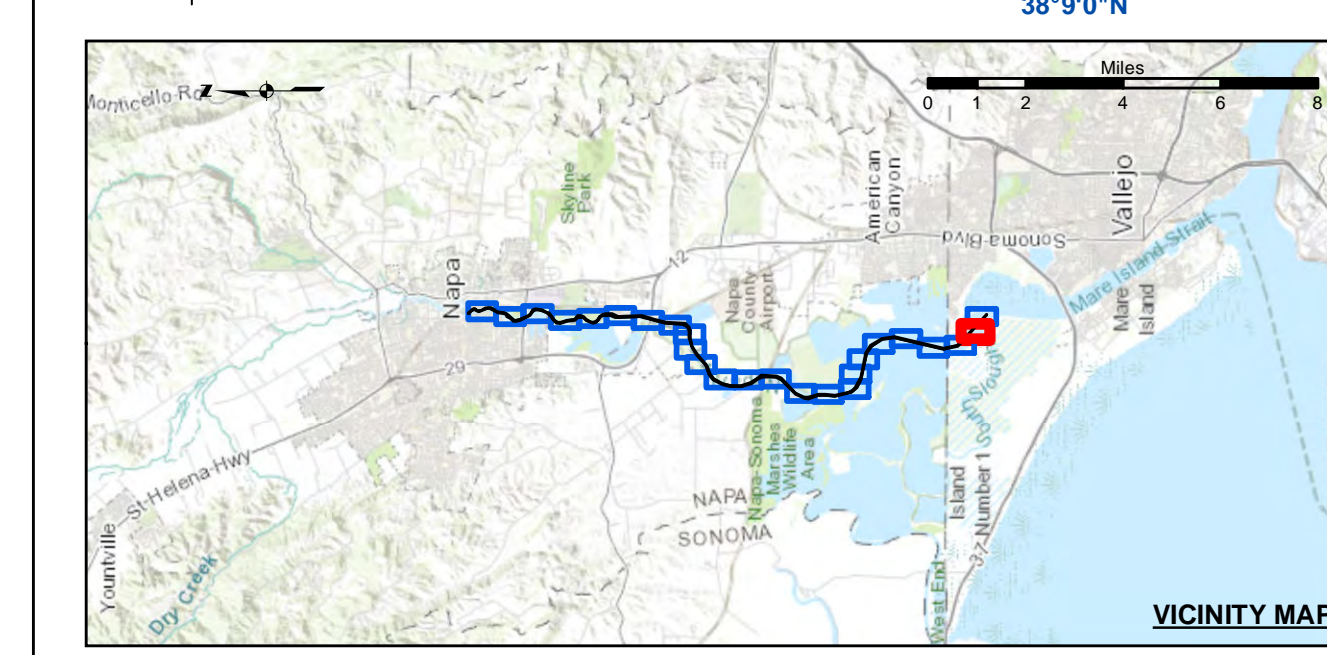 38°9'0"N
Miles
0 1 2 4 6 8
Monticello-Rd
Z
Skyline
Park
American
Canyon
Vallejo
Sonoma-Blvd
Mare Island-Strait
Mare
Island
12
Napa
Napa
County
Airport
29
South Slough
Napa-Sonoma
Marshes
Wildlife
Area
St-Helena-Hwy
NAPA
SONOMA
Island
Number 1
37
Yountville
Dry Creek
West End
VICINITY MAP